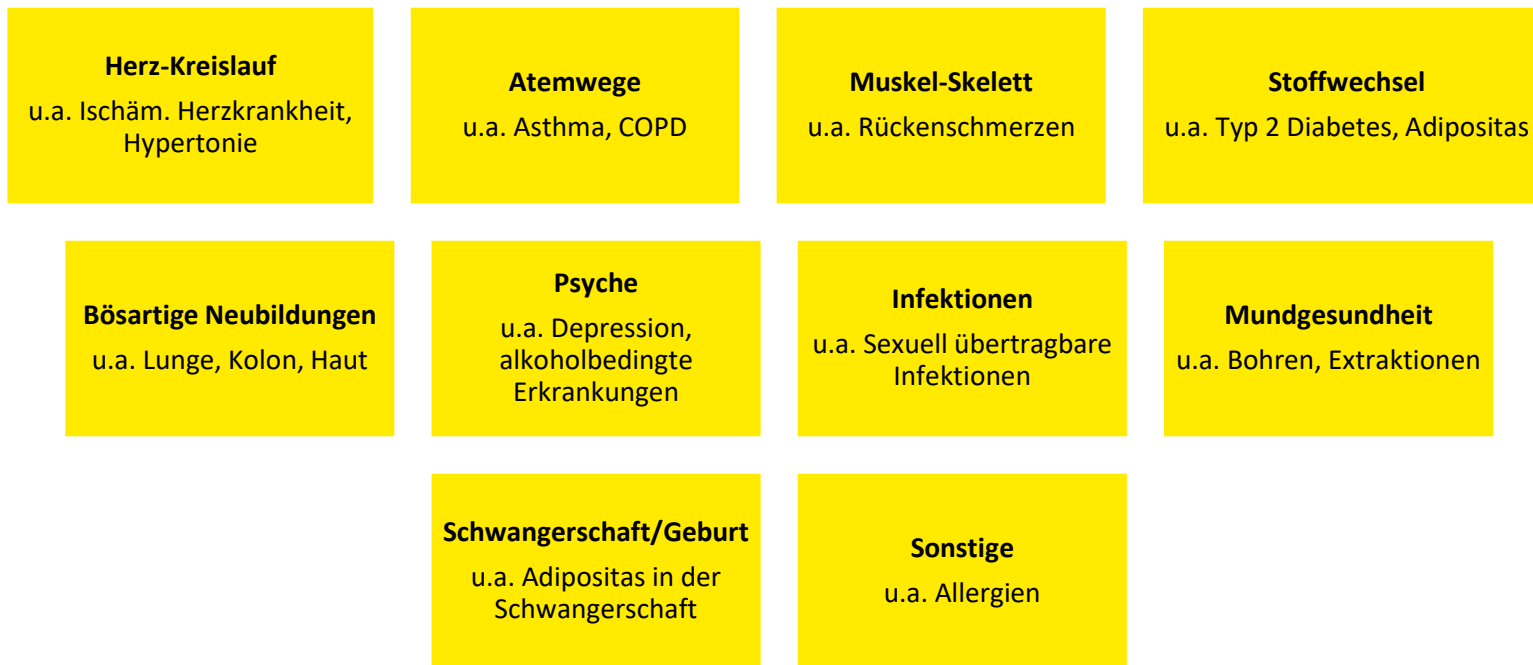 Herz-Kreislauf
u.a. Ischäm. Herzkrankheit,
Hypertonie
Atemwege
u.a. Asthma, COPD
Muskel-Skelett
u.a. Rückenschmerzen
Stoffwechsel
u.a. Typ 2 Diabetes, Adipositas
Bösartige Neubildungen
u.a. Lunge, Kolon, Haut
Psyche
u.a. Depression,
alkoholbedingte
Erkrankungen
Infektionen
u.a. Sexuell übertragbare
Infektionen
Mundgesundheit
u.a. Bohren, Extraktionen
Schwangerschaft/Geburt
u.a. Adipositas in der
Schwangerschaft
Sonstige
u.a. Allergien